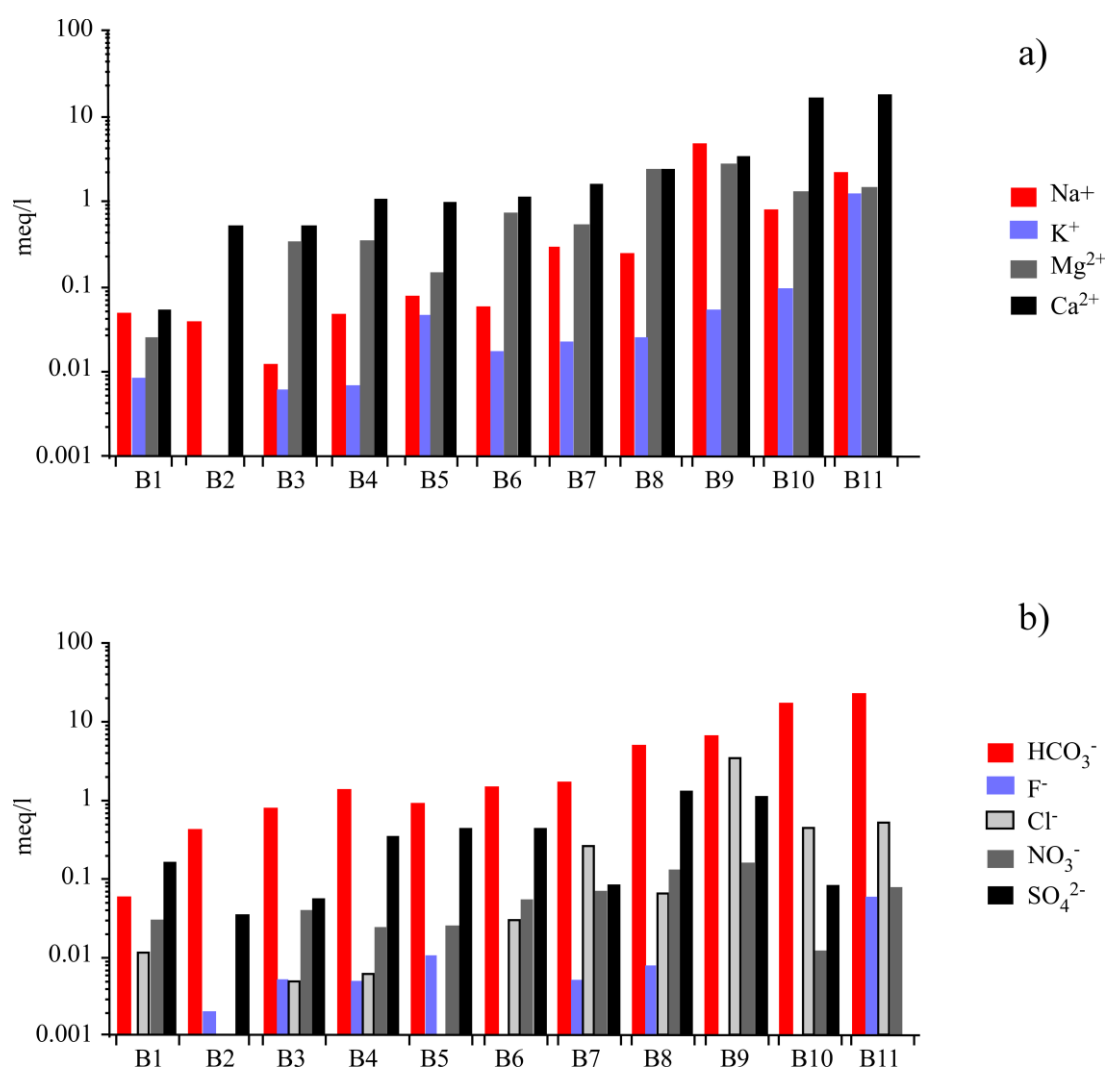 a)
100
10
1
0.1
0.01
0.001
meq/l
B1 B2 B3 B4 B5 B6 B7 B8 B9 B10 B11
Na+
K⁺
Mg²⁺
Ca²⁺
b)
100
10
1
0.1
0.01
0.001
meq/l
B1 B2 B3 B4 B5 B6 B7 B8 B9 B10 B11
HCO₃⁻
F⁻
Cl⁻
NO₃⁻
SO₄²⁻